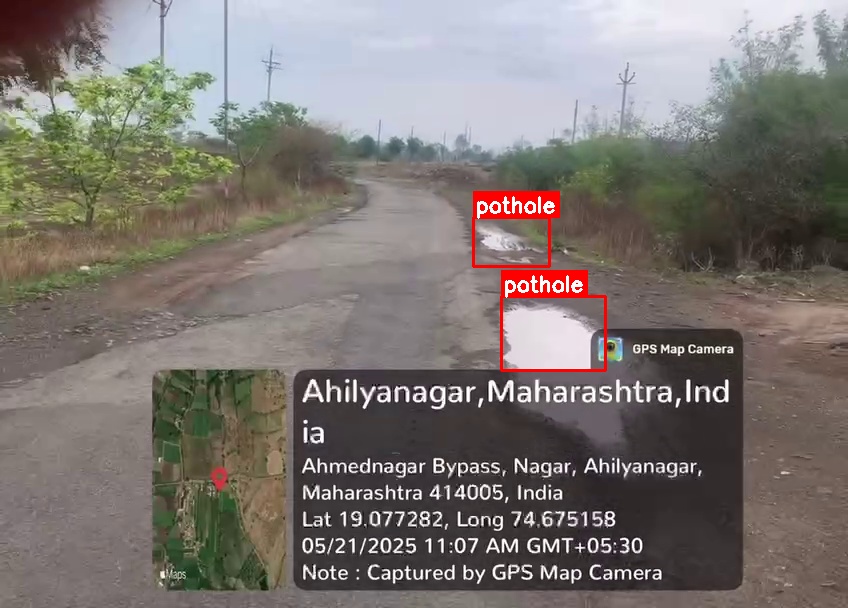 pothole
pothole
GPS Map Camera
Ahilyanagar,Maharashtra,Ind
ia
Ahmednagar Bypass, Nagar, Ahilyanagar,
Maharashtra 414005, India
Lat 19.077282, Long 74.675158
05/21/2025 11:07 AM GMT+05:30
Note : Captured by GPS Map Camera
Maps